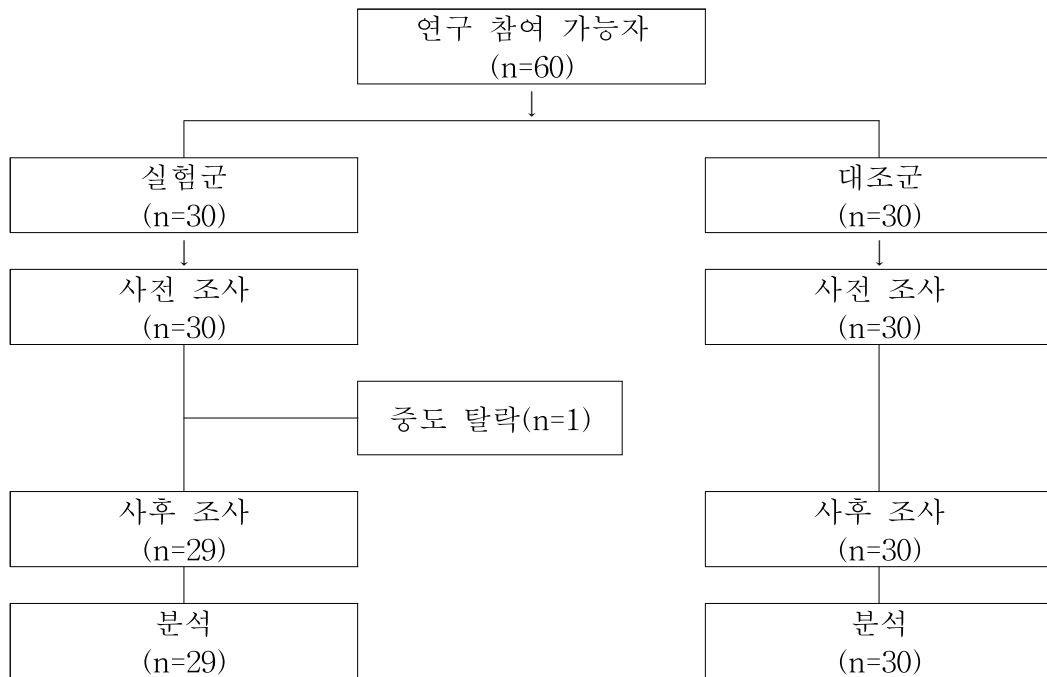 연구 참여 가능자
(n=60)
↓
실험군
(n=30)
대조군
(n=30)
↓
↓
사전 조사
(n=30)
사전 조사
(n=30)
중도 탈락(n=1)
사후 조사
(n=29)
사후 조사
(n=30)
분석
(n=29)
분석
(n=30)